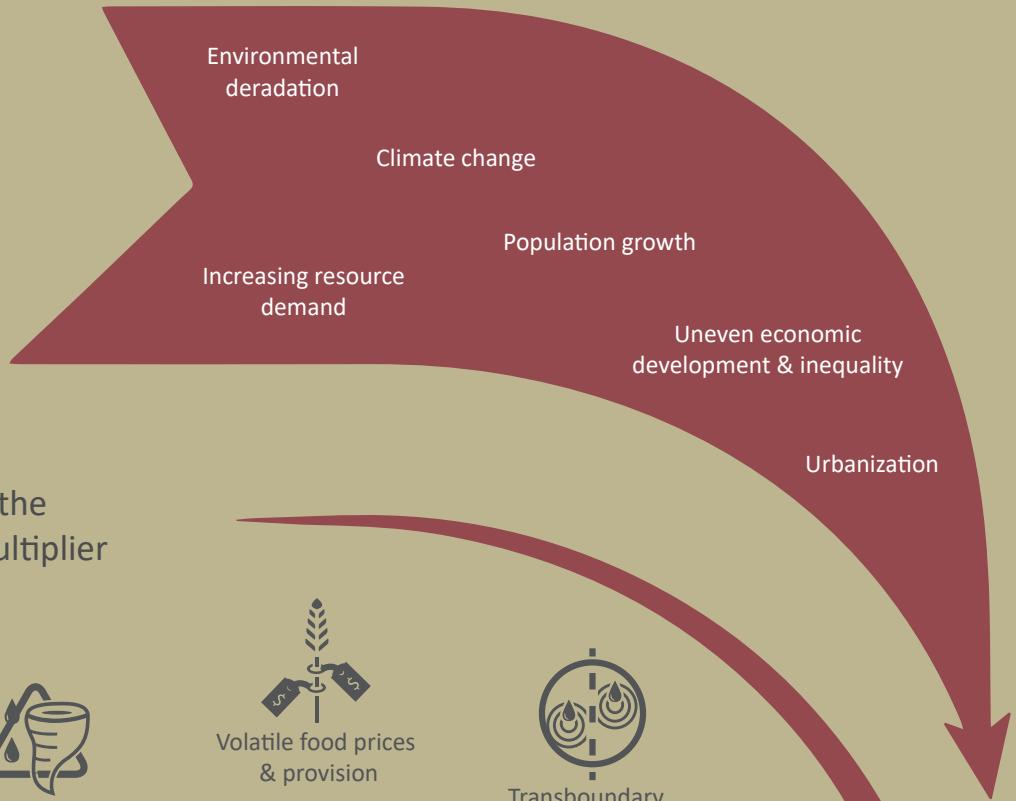 Environmental
deradation
Climate change
Population growth
Increasing resource
demand
Uneven economic
development & inequality
Urbanization
the
ultiplier
$
$
Volatile food prices
& provision
Transboundary